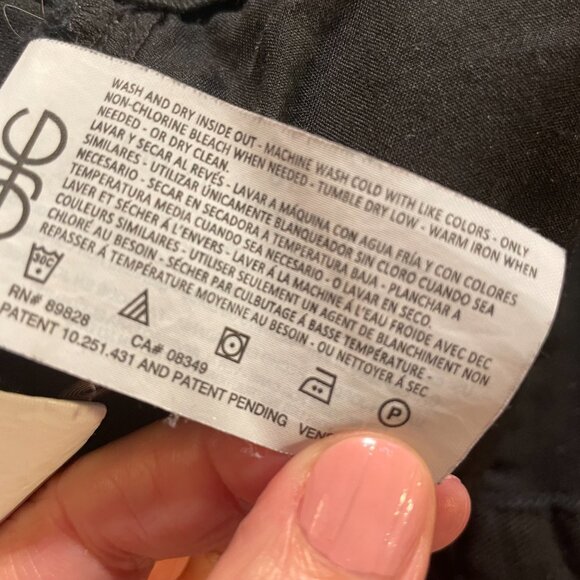 WASH AND DRY INSIDE OUT - MACHINE WASH COLD WITH LIKE COLORS - ONLY
NON-CHLORINE BLEACH WHEN NEEDED - TUMBLE DRY LOW - WARM IRON WHEN
NEEDED - OR DRY CLEAN.
LAVAR Y SECAR AL REVÉS - LAVAR A MAQUINA CON AGUA FRÍA Y CON COLORES
SIMILARES - UTILIZAR ÚNICAMENTE BLANQUEADOR SIN CLORO CUANDO SEA
NECESARIO - SECAR EN SECADORA A TEMPERATURA BAJA - PLANCHAR A
TEMPERATURA MEDIA CUANDO SEA NECESARIO - O LAVAR EN SECO.
LAVER ET SÉCHER À L'ENVERS - LAVER À LA MACHINE À L'EAU FROIDE AVEC DEC
COULEURS SIMILAIRES - UTILISER SEULEMENT UN AGENT DE BLANCHIMENT NON
CHLORÉ AU BESOIN - SÉCHER PAR CULBUTAGE À BASSE TEMPÉRATURE -
REPASSER À TEMPÉRATURE MOYENNE AU BESOIN - OU NETTOYER À SEC
30C
P
RN# 89828 CA# 08349
PATENT 10.251.431 AND PATENT PENDING